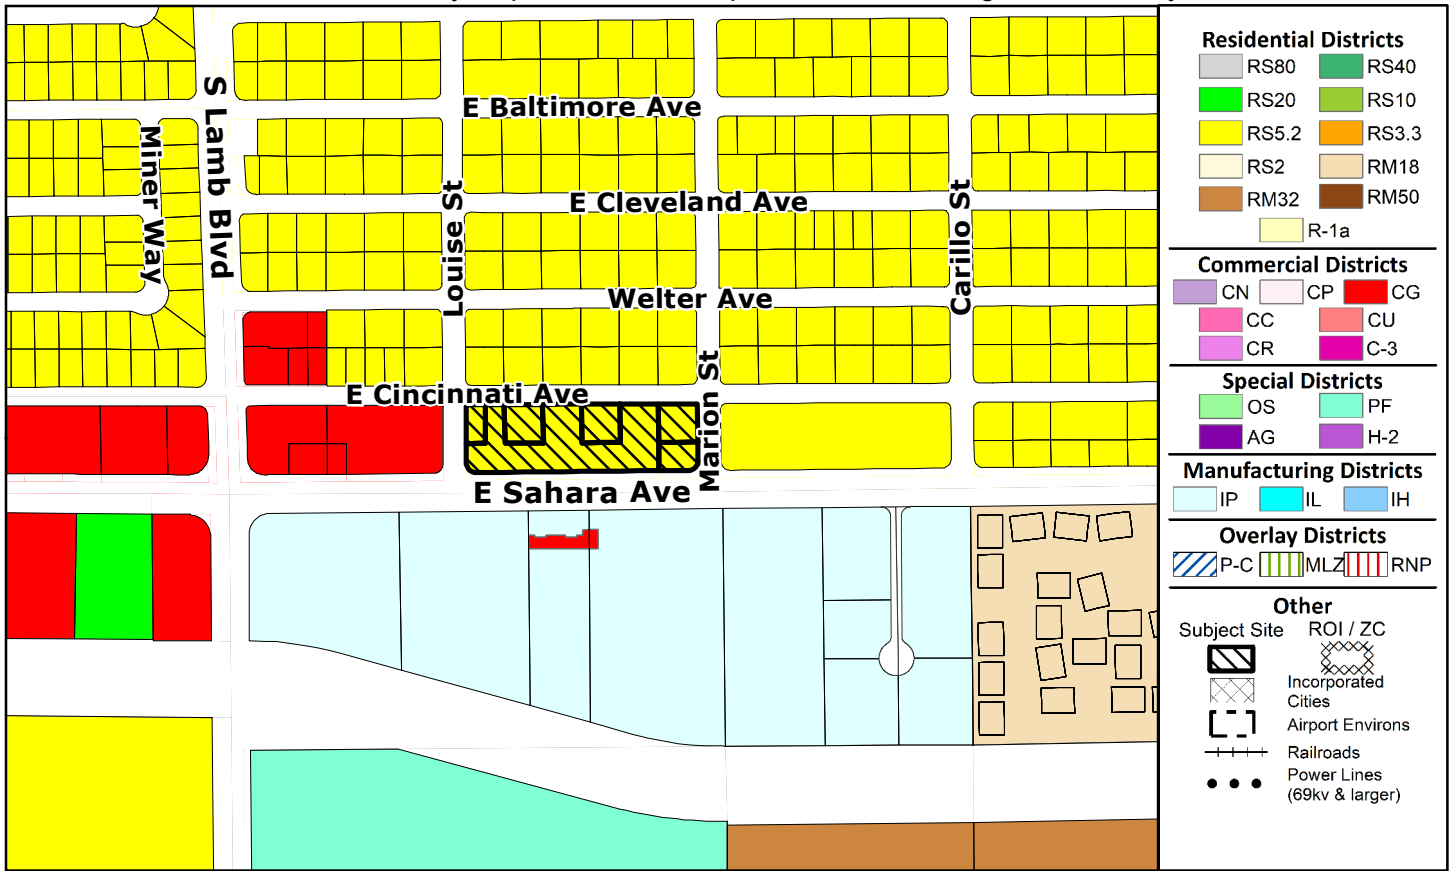 E Baltimore Ave
S Lamb Blvd
Miner Way
E Cleveland Ave
Louise St
Carillo St
Welter Ave
E Cincinnati Ave
Marion St
E Sahara Ave
Residential Districts
RS80 RS40
RS20 RS10
RS5.2 RS3.3
RS2 RM18
RM32 RM50
R-1a
Commercial Districts
CN CP CG
CC CU
CR C-3
Special Districts
OS PF
AG H-2
Manufacturing Districts
IP IL IH
Overlay Districts
P-C MLZ RNP
Other
Subject Site ROI / ZC
Incorporated
Cities
Airport Environs
Railroads
Power Lines
(69kv & larger)